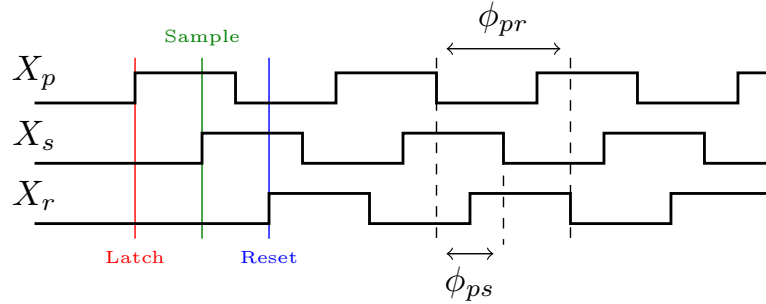 ϕ_pr
Sample
X_p
X_s
X_r
Latch
Reset
ϕ_ps